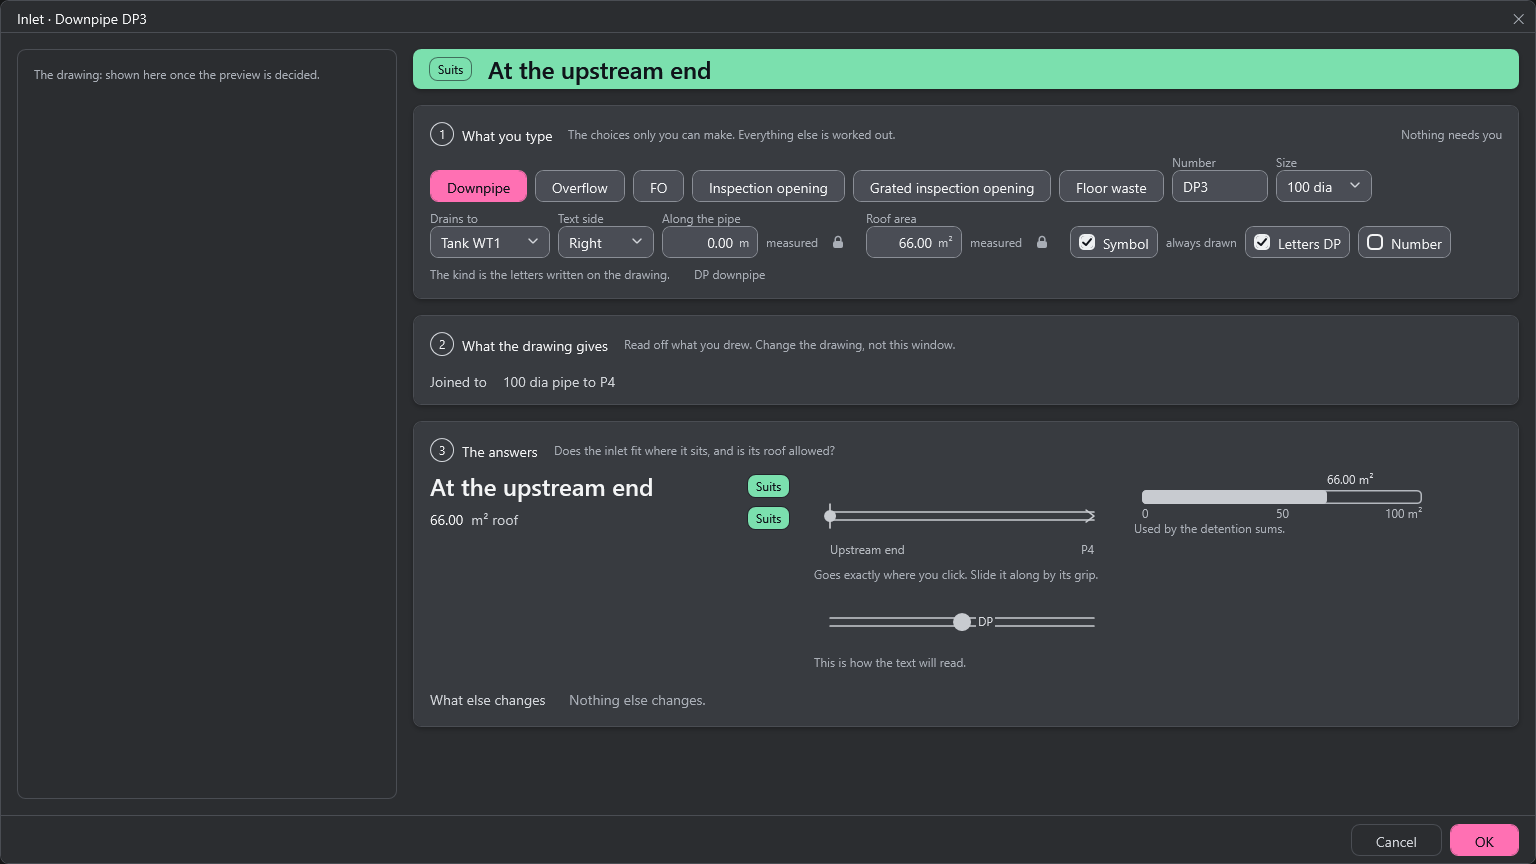 Inlet · Downpipe DP3
The drawing: shown here once the preview is decided.
Suits At the upstream end
1 What you type The choices only you can make. Everything else is worked out. Nothing needs you
Number Size
Downpipe Overflow FO Inspection opening Grated inspection opening Floor waste DP3 100 dia
Drains to Text side Along the pipe Roof area
Tank WT1 Right 0.00 m measured 66.00 m² measured Symbol always drawn Letters DP Number
The kind is the letters written on the drawing. DP downpipe
2 What the drawing gives Read off what you drew. Change the drawing, not this window.
Joined to 100 dia pipe to P4
3 The answers Does the inlet fit where it sits, and is its roof allowed?
At the upstream end Suits
66.00 m² roof Suits
Upstream end P4
Goes exactly where you click. Slide it along by its grip.
DP
This is how the text will read.
66.00 m²
0 50 100 m²
Used by the detention sums.
What else changes Nothing else changes.
Cancel OK